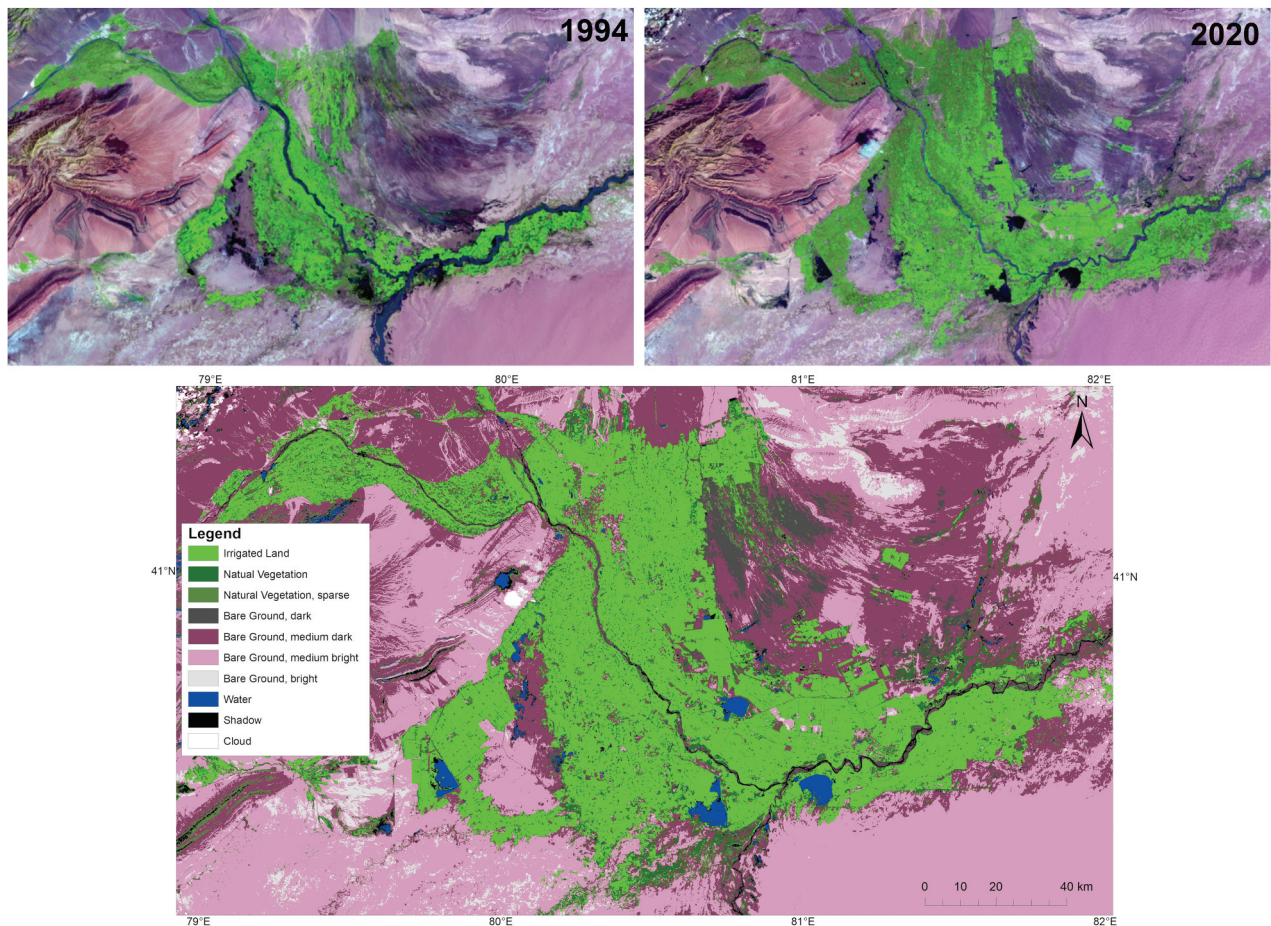 1994
2020
79°E 80°E 81°E 82°E
N
Legend
Irrigated Land
Natual Vegetation
Natural Vegetation, sparse
Bare Ground, dark
Bare Ground, medium dark
Bare Ground, medium bright
Bare Ground, bright
Water
Shadow
Cloud
41°N 41°N
0 10 20 40 km
79°E 80°E 81°E 82°E